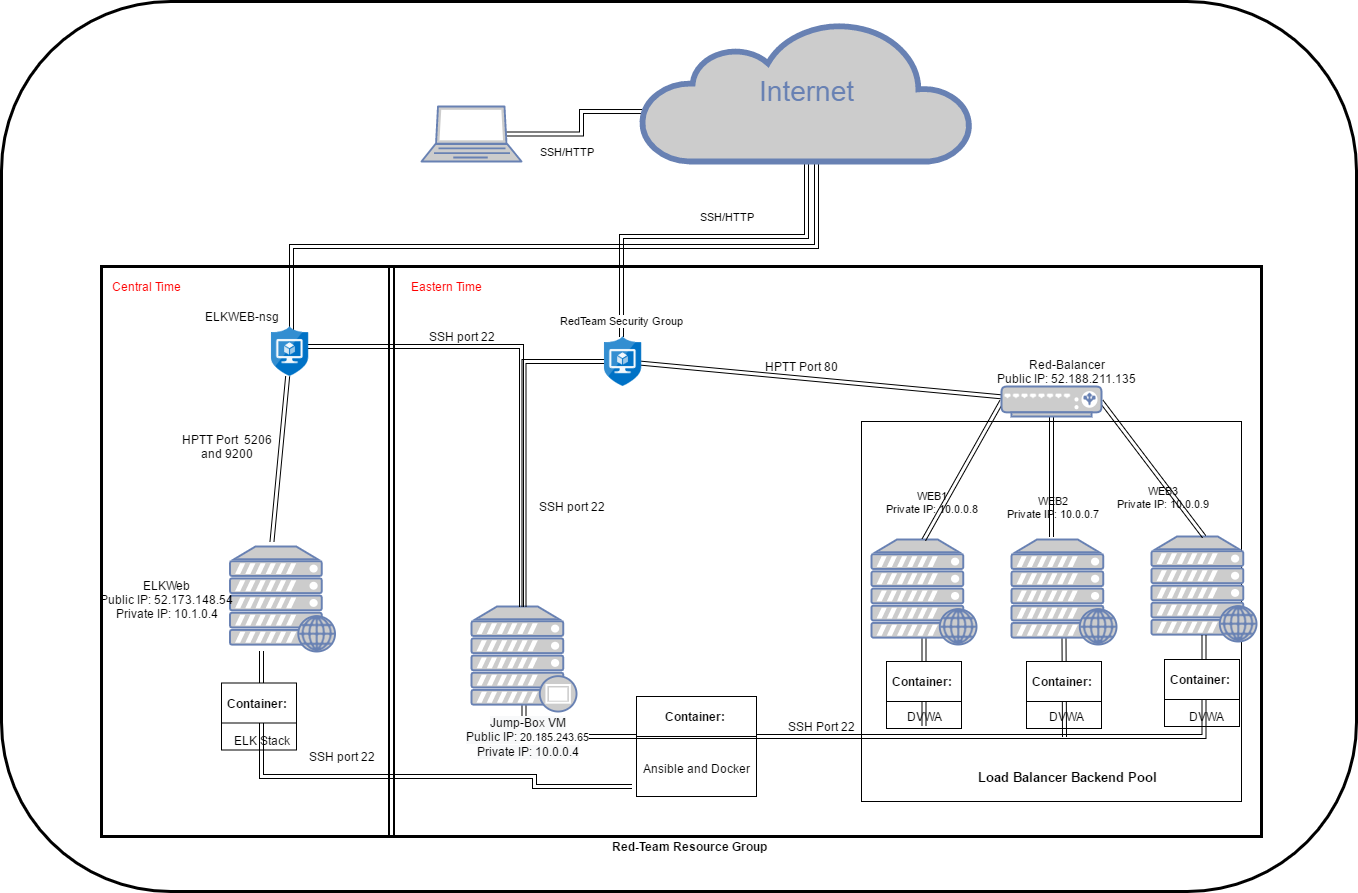 Internet
SSH/HTTP
SSH/HTTP
Central Time
Eastern Time
ELKWEB-nsg
RedTeam Security Group
SSH port 22
HPTT Port 80
Red-Balancer
Public IP: 52.188.211.135
HPTT Port  5206
and 9200
SSH port 22
WEB1
Private IP: 10.0.0.8
WEB2
Private IP: 10.0.0.7
WEB3
Private IP: 10.0.0.9
ELKWeb
Public IP: 52.173.148.54
Private IP: 10.1.0.4
Container:
ELK Stack
Jump-Box VM
Public IP: 20.185.243.65
Private IP: 10.0.0.4
Container:
Ansible and Docker
Container:
DVWA
Container:
DVWA
Container:
DVWA
SSH port 22
SSH Port 22
Load Balancer Backend Pool
Red-Team Resource Group